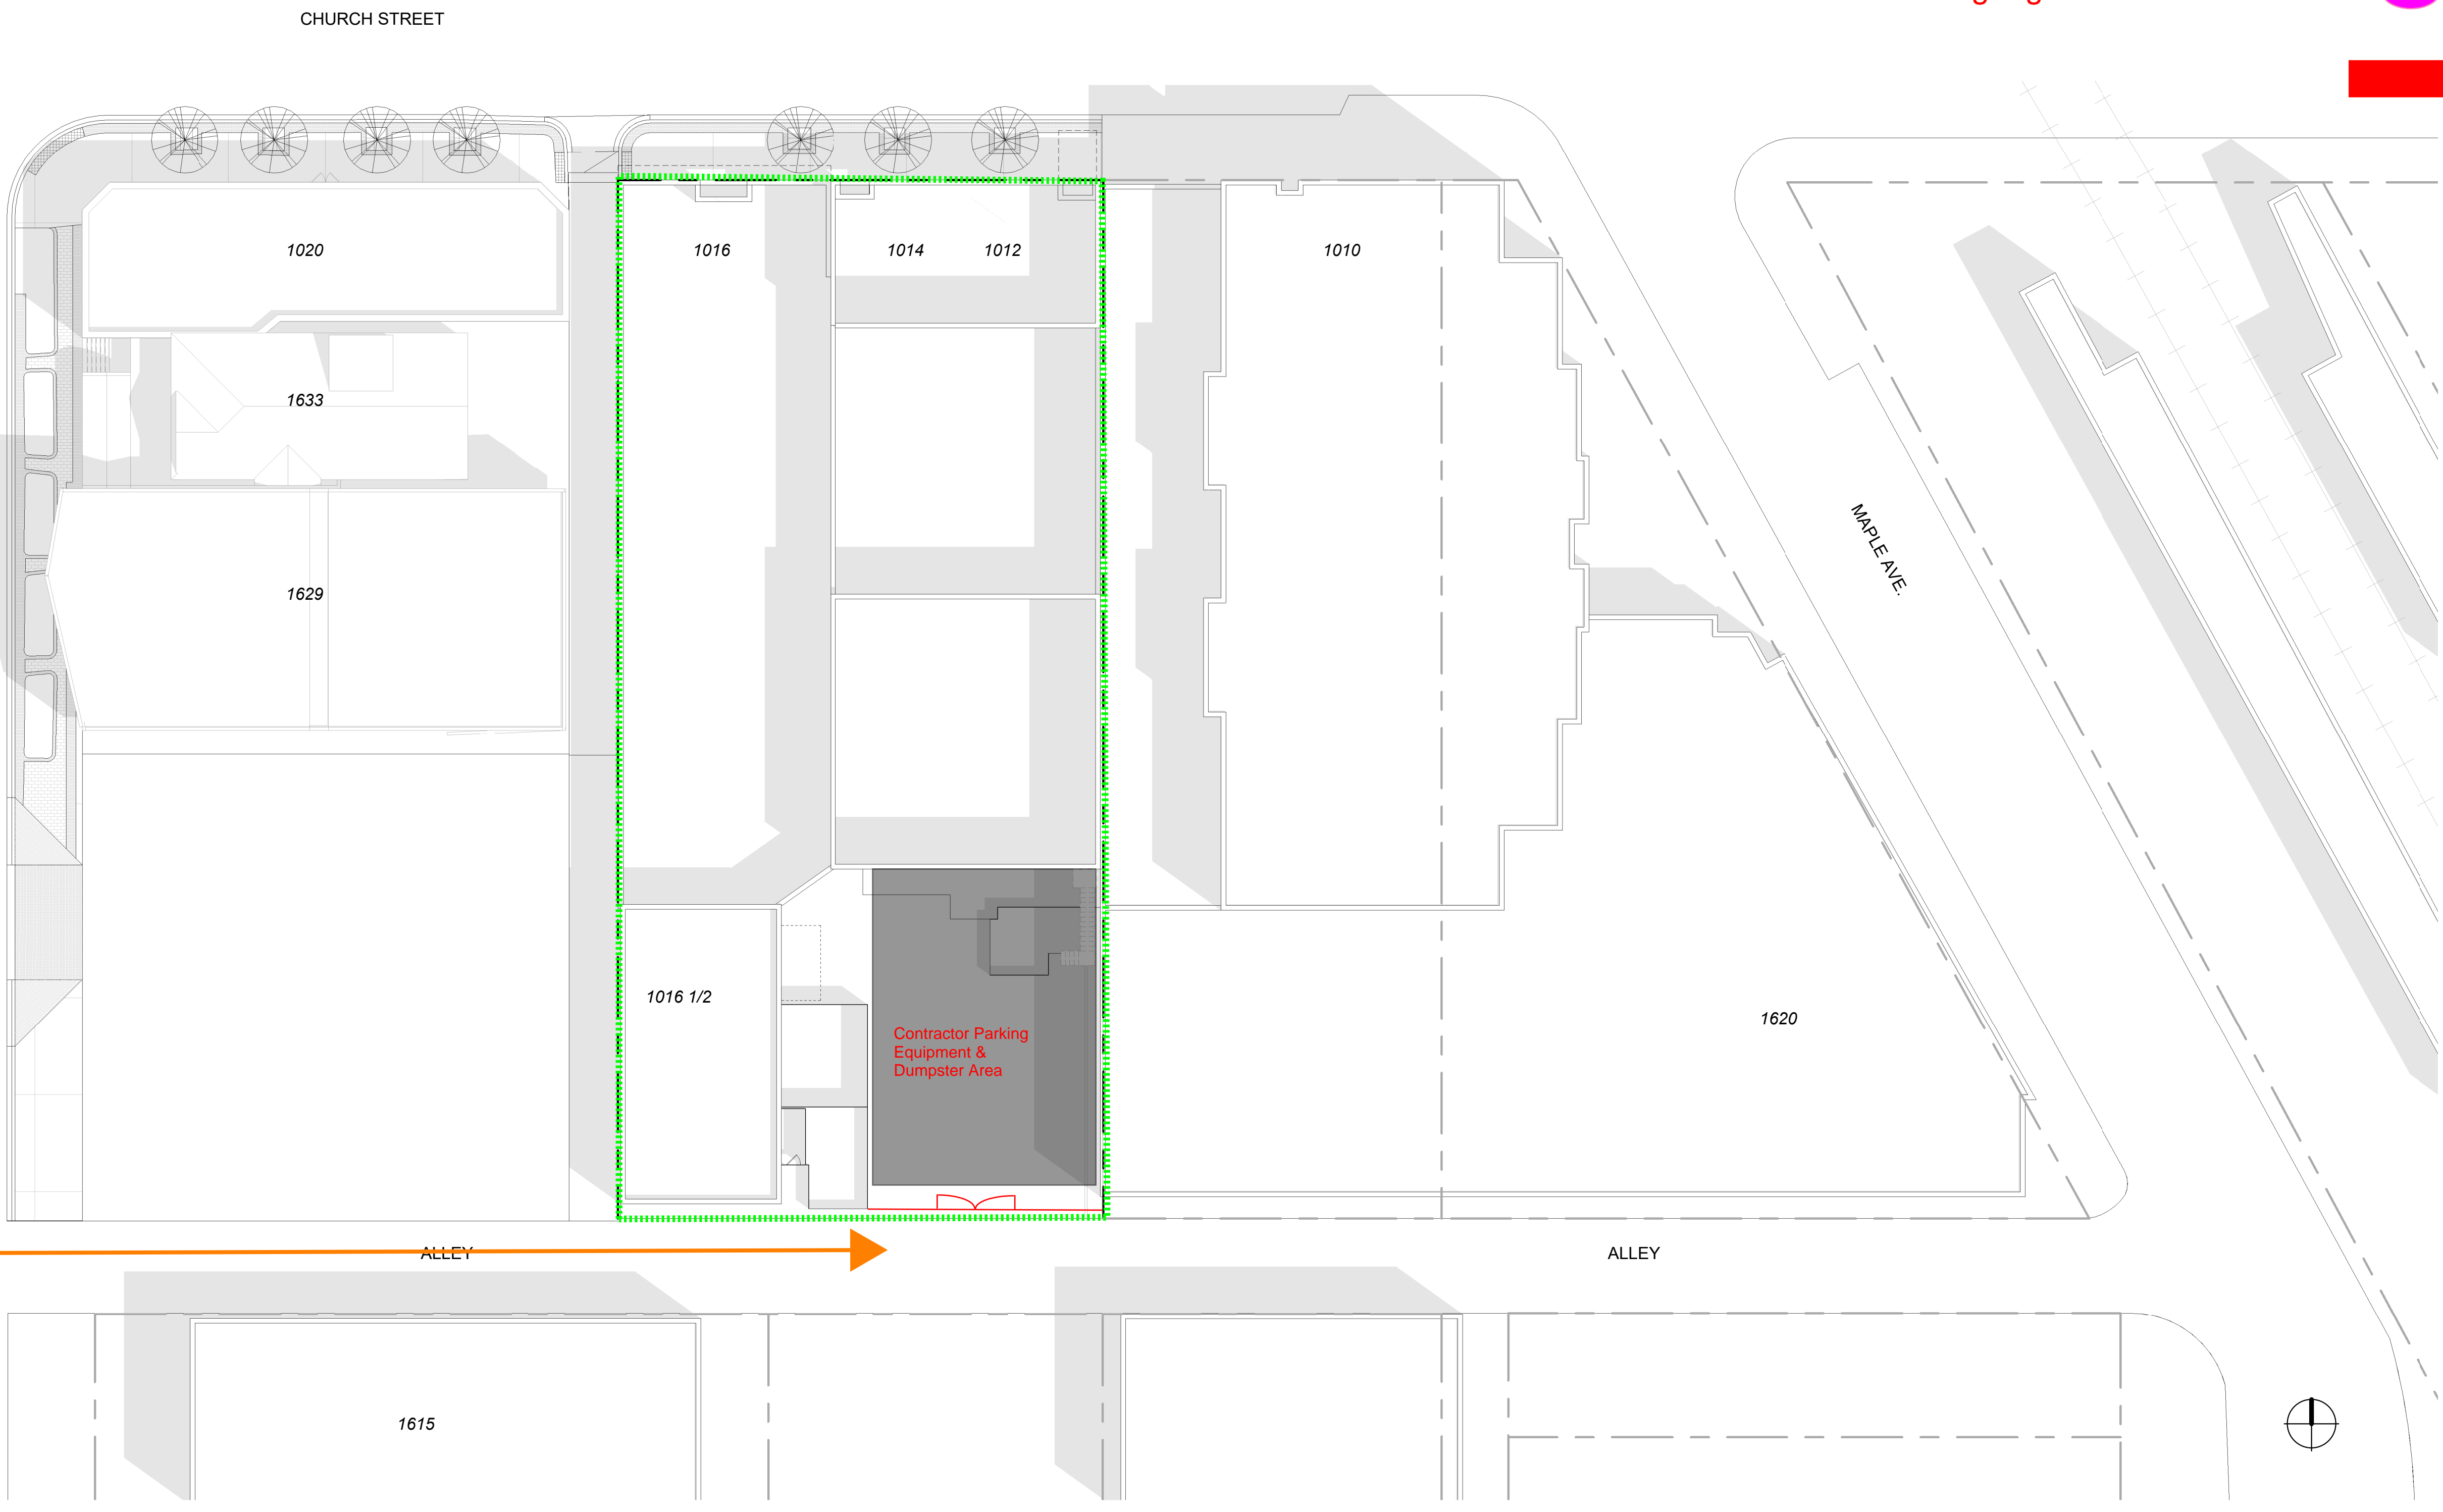 CHURCH STREET
1020
1016
1014
1012
1010
1633
MAPLE AVE.
1629
1016 1/2
1620
Contractor Parking
Equipment &
Dumpster Area
ALLEY
ALLEY
1615